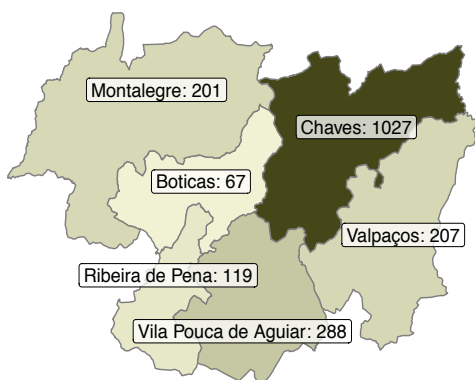 Montalegre: 201
Chaves: 1027
Boticas: 67
Valpaços: 207
Ribeira de Pena: 119
Vila Pouca de Aguiar: 288